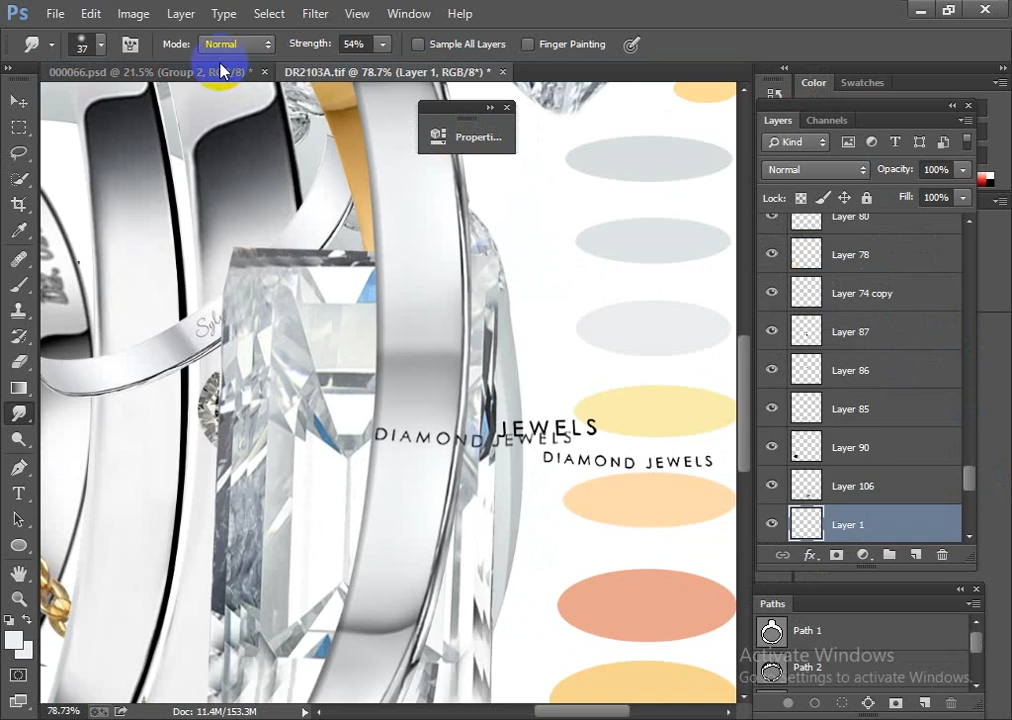 Ps File Edit Image Layer Type Select Filter View Window Help
37 Mode: Normal Strength: 54% Sample All Layers Finger Painting
000066.psd @ 21.5% (Group 2, RGB/8) * × DR2103A.tif @ 78.7% (Layer 1, RGB/8*) * ×
Properti...
Color Swatches
Layers Channels
Kind
Normal Opacity: 100%
Lock: Fill: 100%
Layer 80
Layer 78
Layer 74 copy
Layer 87
Layer 86
Layer 85
Layer 90
Layer 106
Layer 1
JEWELS
DIAMOND JEWELS
DIAMOND JEWELS
Paths
Path 1
Path 2
Activate Windows
Go to Settings to activate Windows.
78.73% Doc: 11.4M/153.3M